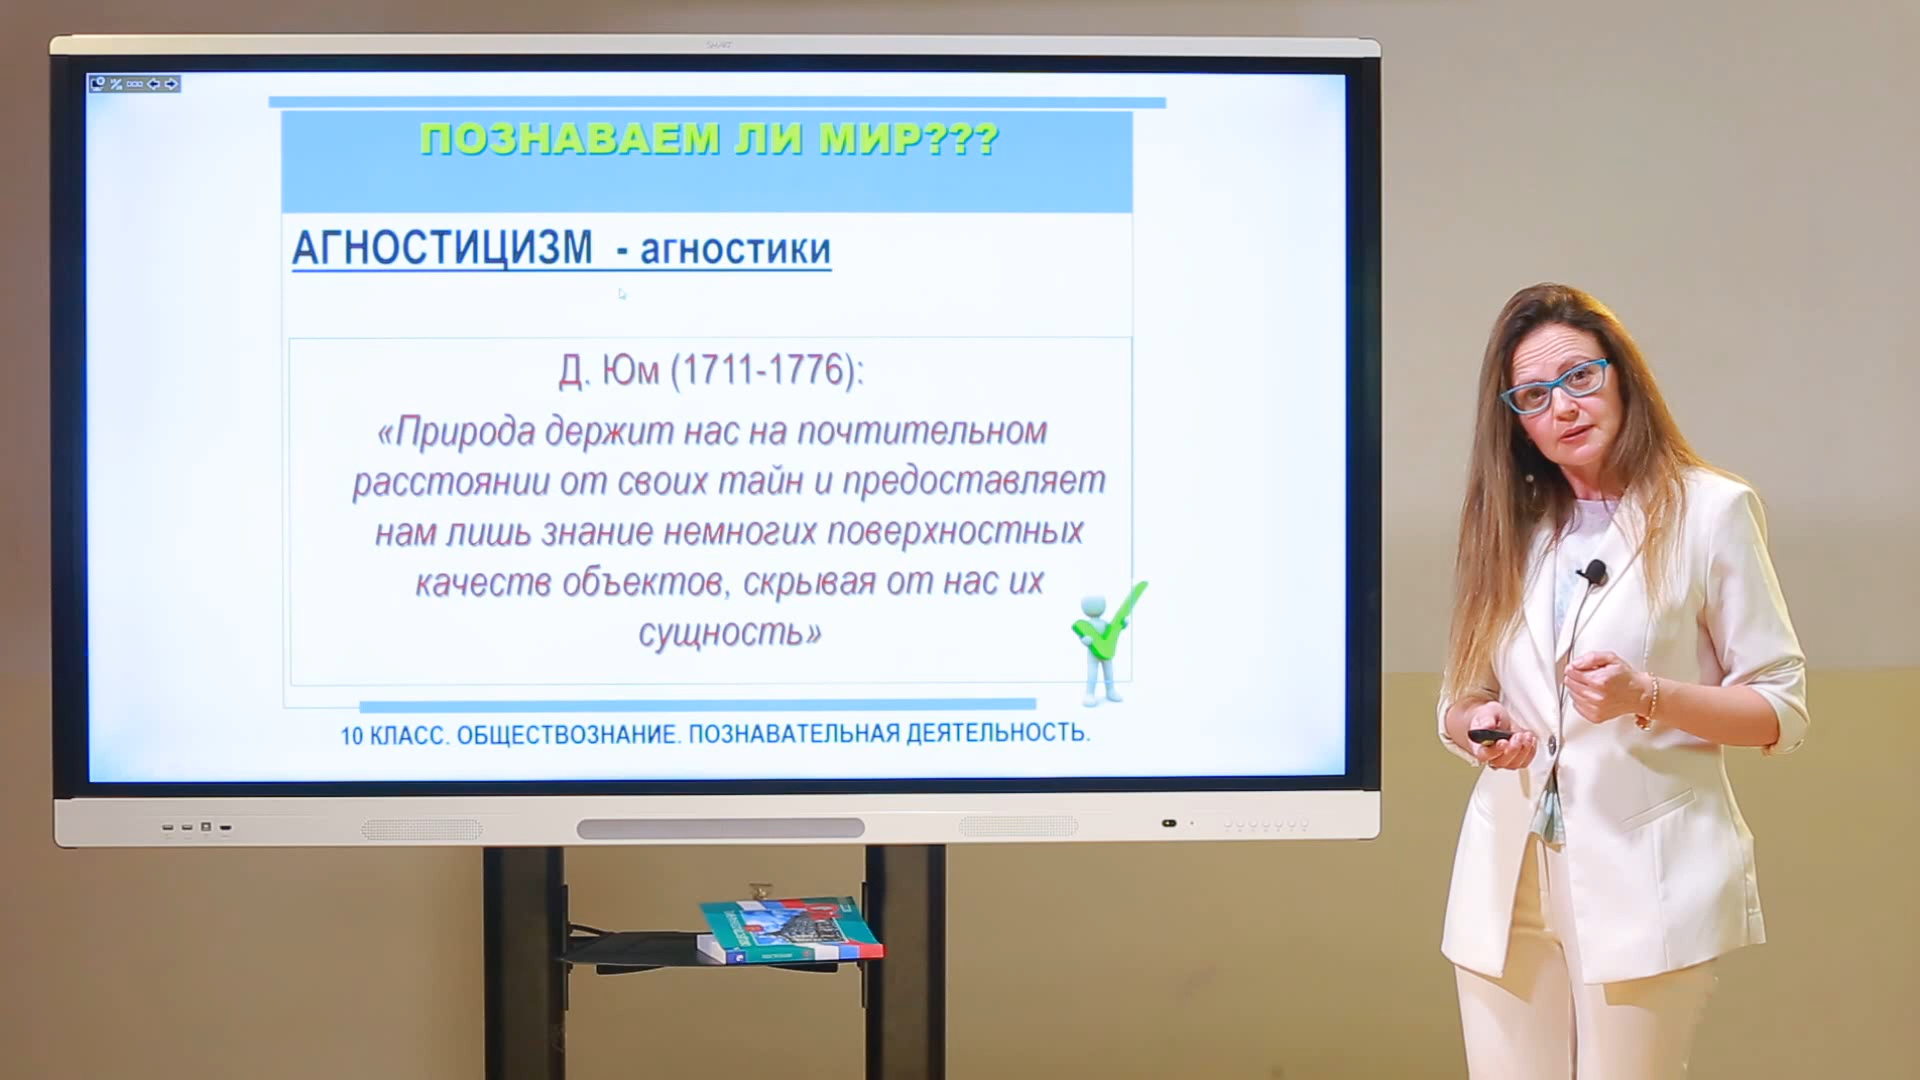 SMART
ПОЗНАВАЕМ ЛИ МИР???
АГНОСТИЦИЗМ - агностики
Д. Юм (1711-1776):
«Природа держит нас на почтительном
расстоянии от своих тайн и предоставляет
нам лишь знание немногих поверхностных
качеств объектов, скрывая от нас их
сущность»
10 КЛАСС. ОБЩЕСТВОЗНАНИЕ. ПОЗНАВАТЕЛЬНАЯ ДЕЯТЕЛЬНОСТЬ.